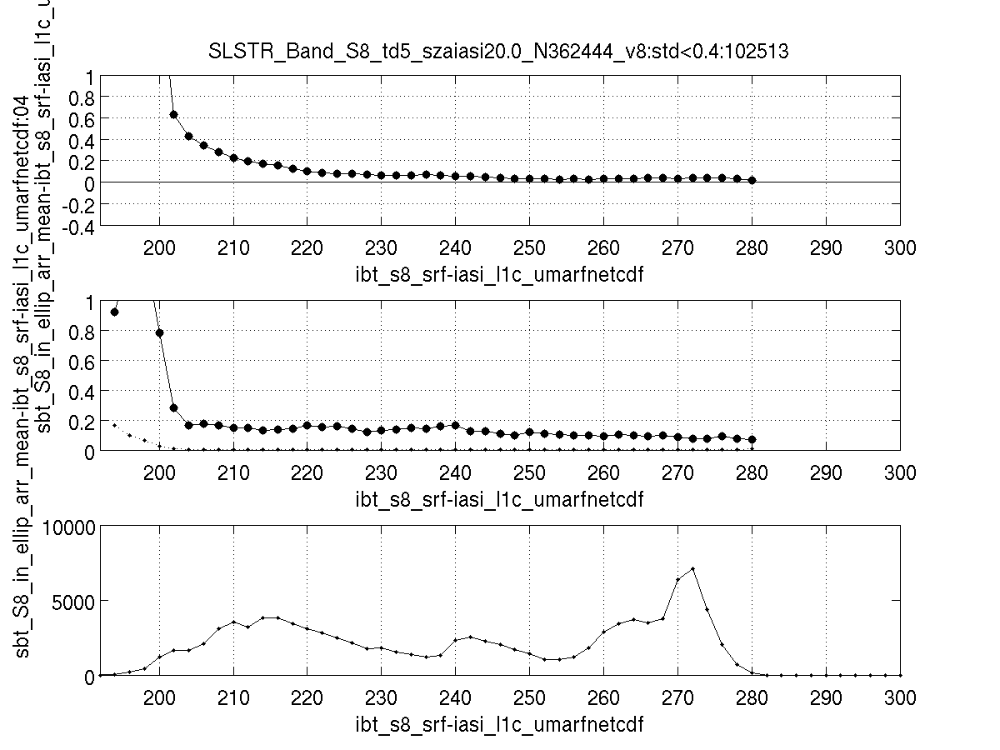 SLSTR_Band_S8_td5_szaiasi20.0_N362444_v8:std<0.4:102513
sbt_S8_in_ellip_arr_mean-ibt_s8_srf-iasi_l1c_umarfnetcdf:04
sbt_S8_in_ellip_arr_mean-ibt_s8_srf-iasi_l1c_u
1
0.8
0.6
0.4
0.2
0
-0.2
-0.4
200 210 220 230 240 250 260 270 280 290 300
ibt_s8_srf-iasi_l1c_umarfnetcdf
1
0.8
0.6
0.4
0.2
0
200 210 220 230 240 250 260 270 280 290 300
ibt_s8_srf-iasi_l1c_umarfnetcdf
10000
5000
0
200 210 220 230 240 250 260 270 280 290 300
ibt_s8_srf-iasi_l1c_umarfnetcdf